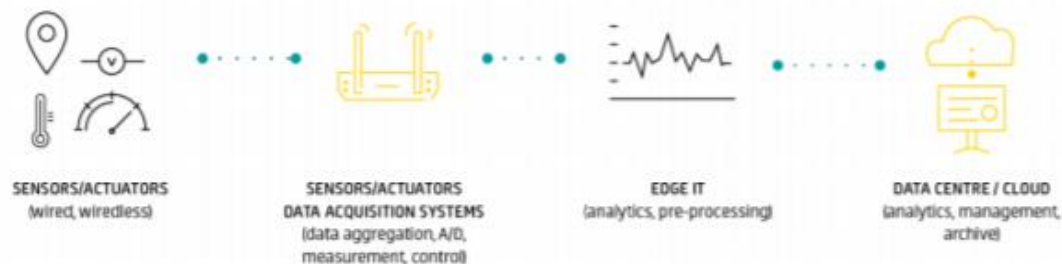 V
SENSORS/ACTUATORS
(wired, wiredless)
SENSORS/ACTUATORS
DATA ACQUISITION SYSTEMS
(data aggregation, A/D,
measurement, control)
EDGE IT
(analytics, pre-processing)
DATA CENTRE / CLOUD
(analytics, management,
archive)